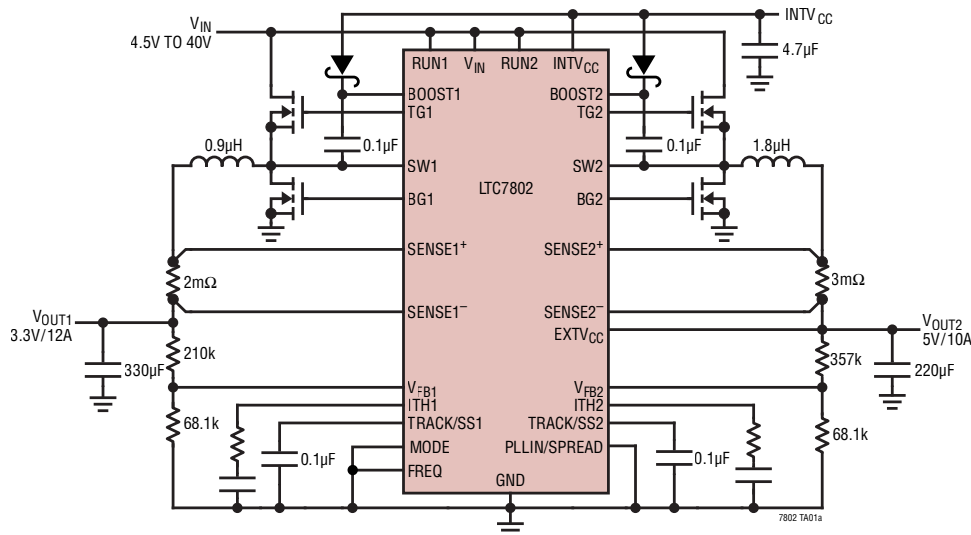 V_IN
4.5V TO 40V
INTV_CC
4.7µF
RUN1 V_IN RUN2 INTV_CC
BOOST1
BOOST2
TG1
TG2
0.1µF
0.1µF
0.9µH
1.8µH
SW1
SW2
LTC7802
BG1
BG2
SENSE1+
SENSE2+
2mΩ
3mΩ
SENSE1−
SENSE2−
V_OUT1
3.3V/12A
EXTV_CC
V_OUT2
5V/10A
210k
357k
330µF
220µF
V_FB1
V_FB2
ITH1
ITH2
68.1k
68.1k
TRACK/SS1
TRACK/SS2
0.1µF
0.1µF
MODE
PLLIN/SPREAD
FREQ
GND
7802 TA01a